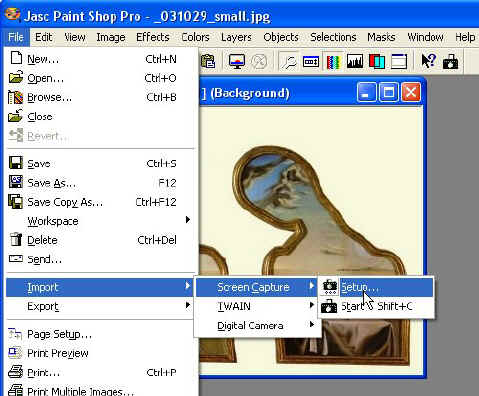 Jasc Paint Shop Pro - _031029_small.jpg
File Edit View Image Effects Colors Layers Objects Selections Masks Window Help
New... Ctrl+N
Open... Ctrl+O
Browse... Ctrl+B
Close
Revert...
Save Ctrl+S
Save As... F12
Save Copy As... Ctrl+F12
Workspace
Delete Ctrl+Del
Send...
Import
Export
Page Setup...
Print Preview
Print... Ctrl+P
Print Multiple Images...
] (Background)
Screen Capture
TWAIN
Digital Camera
Setup...
Start Shift+C